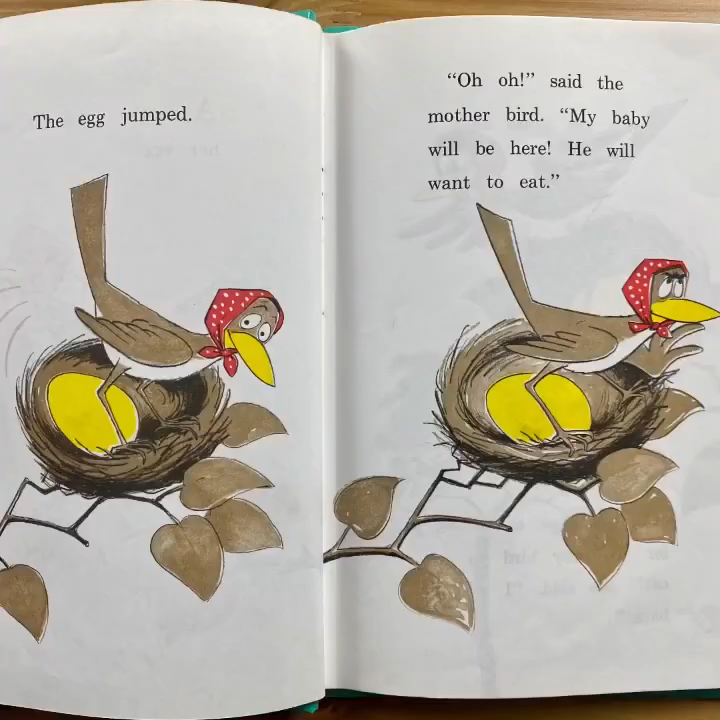 The egg jumped.
“Oh oh!” said the
mother bird. “My baby
will be here! He will
want to eat.”